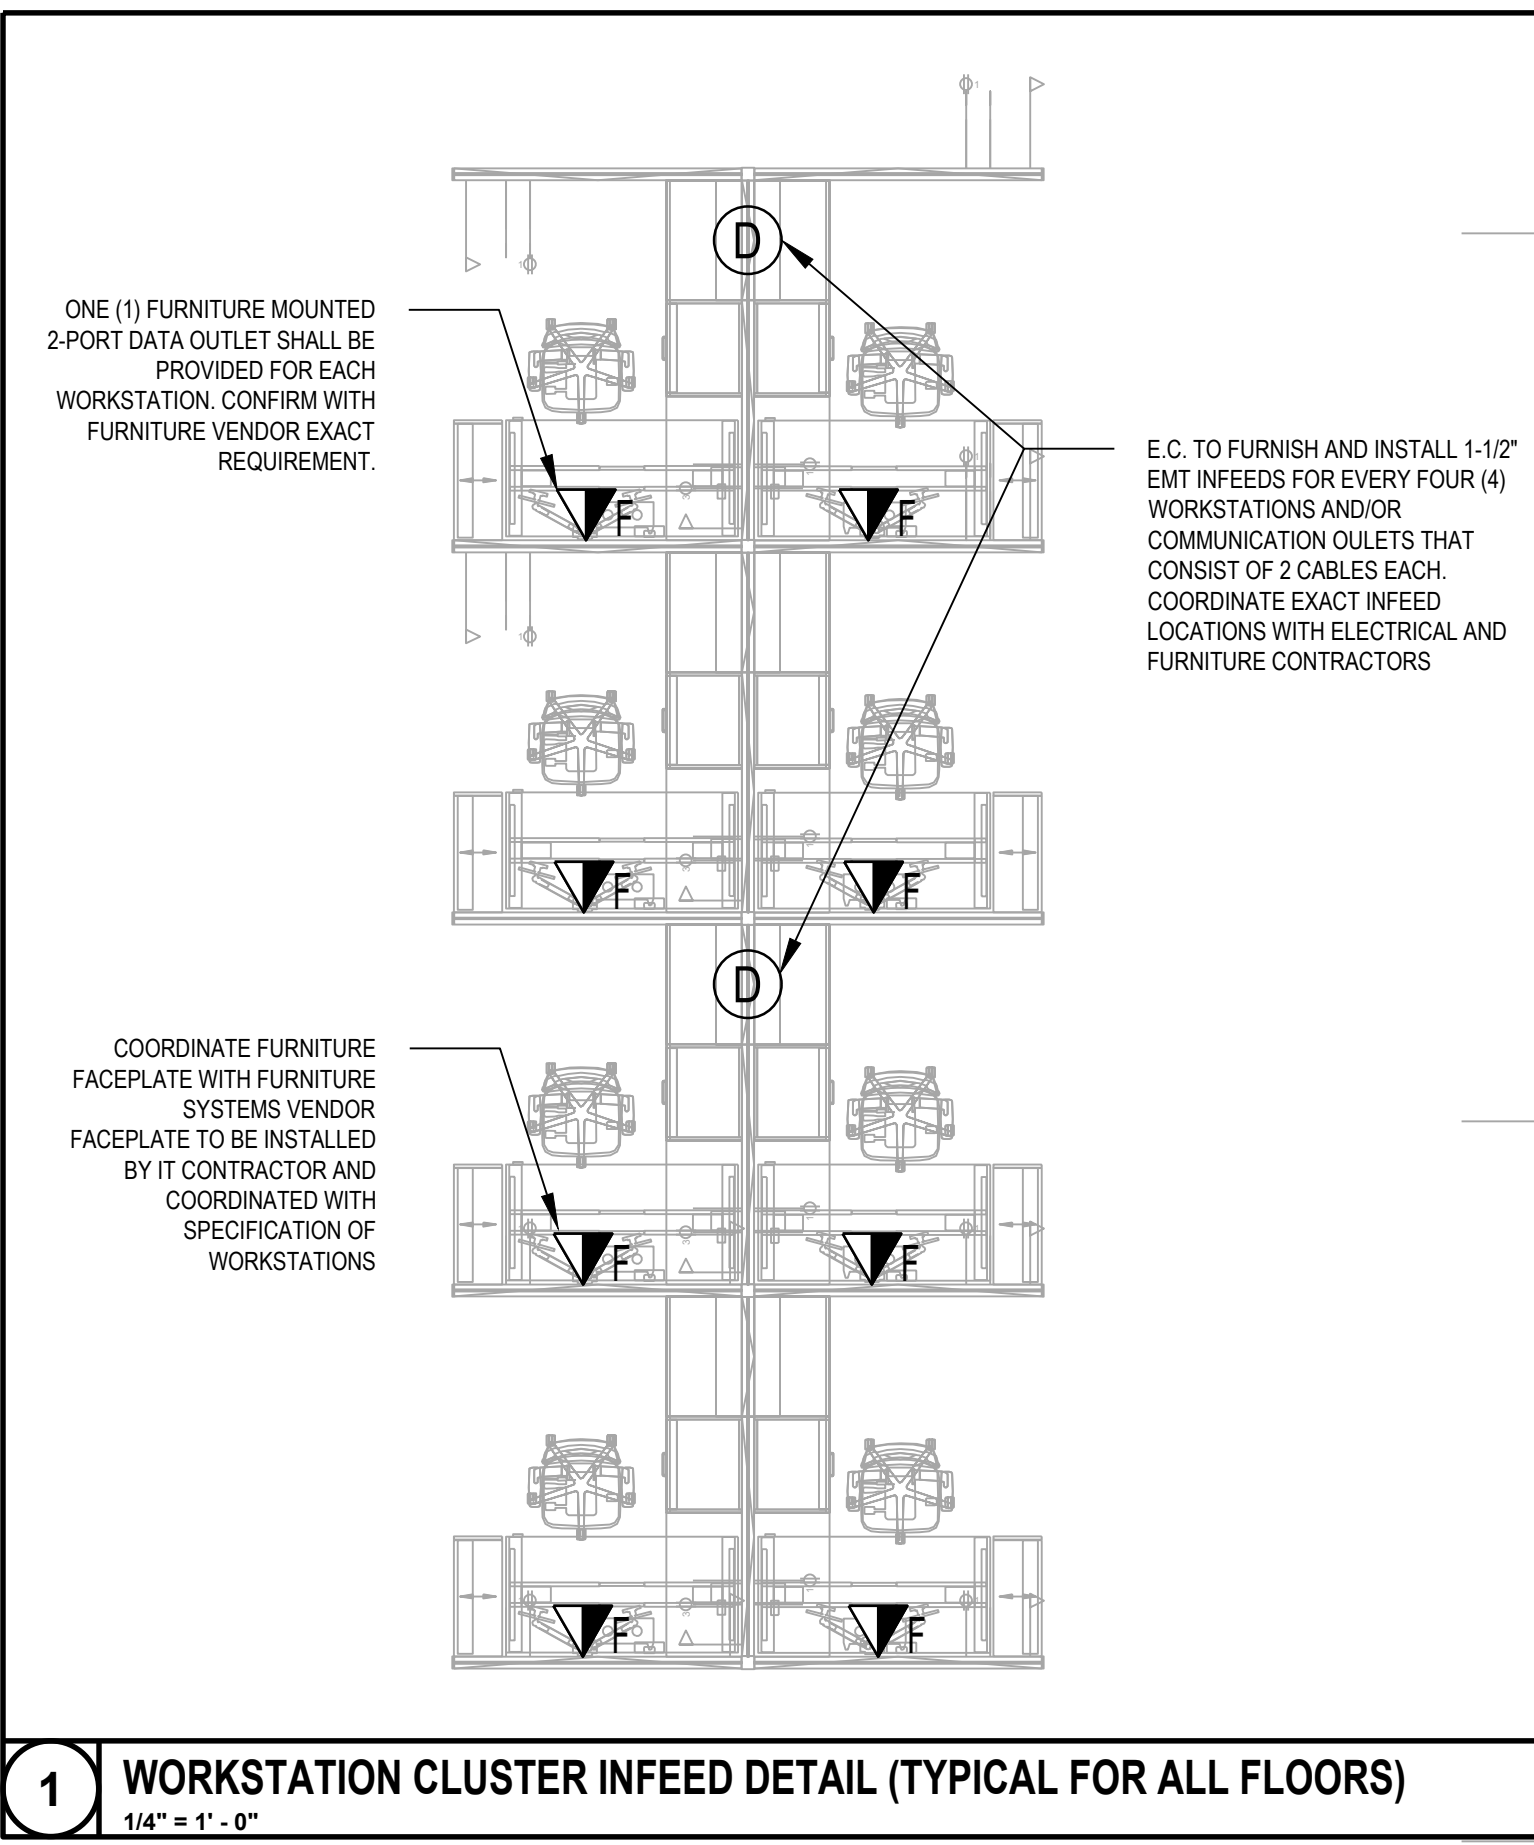 ONE (1) FURNITURE MOUNTED
2-PORT DATA OUTLET SHALL BE
PROVIDED FOR EACH
WORKSTATION. CONFIRM WITH
FURNITURE VENDOR EXACT
REQUIREMENT.
D
E.C. TO FURNISH AND INSTALL 1-1/2"
EMT INFEEDS FOR EVERY FOUR (4)
WORKSTATIONS AND/OR
COMMUNICATION OULETS THAT
CONSIST OF 2 CABLES EACH.
COORDINATE EXACT INFEED
LOCATIONS WITH ELECTRICAL AND
FURNITURE CONTRACTORS
F
F
F
F
D
COORDINATE FURNITURE
FACEPLATE WITH FURNITURE
SYSTEMS VENDOR
FACEPLATE TO BE INSTALLED
BY IT CONTRACTOR AND
COORDINATED WITH
SPECIFICATION OF
WORKSTATIONS
F
F
F
F
1
WORKSTATION CLUSTER INFEED DETAIL (TYPICAL FOR ALL FLOORS)
1/4" = 1' - 0"